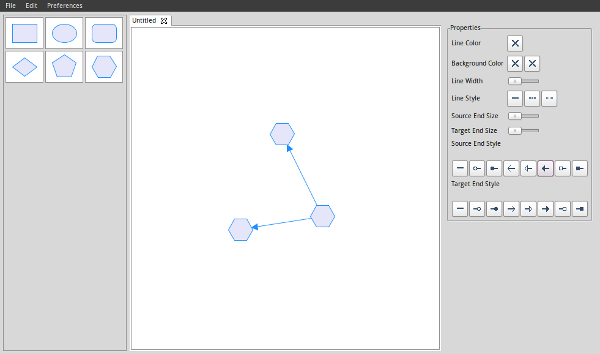 File Edit Preferences
Untitled
Properties
Line Color
Background Color
Line Width
Line Style
Source End Size
Target End Size
Source End Style
Target End Style